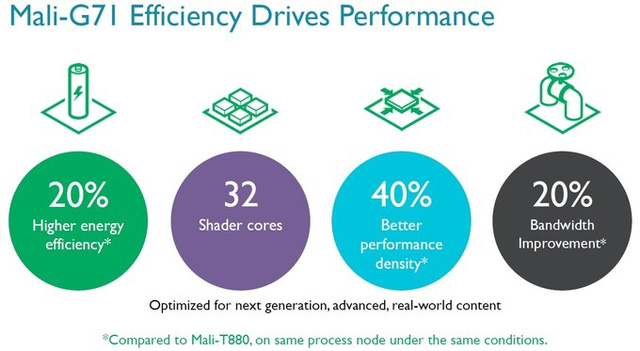 Mali-G71 Efficiency Drives Performance
20%
Higher energy
efficiency*
32
Shader cores
40%
Better
performance
density*
20%
Bandwidth
Improvement*
Optimized for next generation, advanced, real-world content
*Compared to Mali-T880, on same process node under the same conditions.